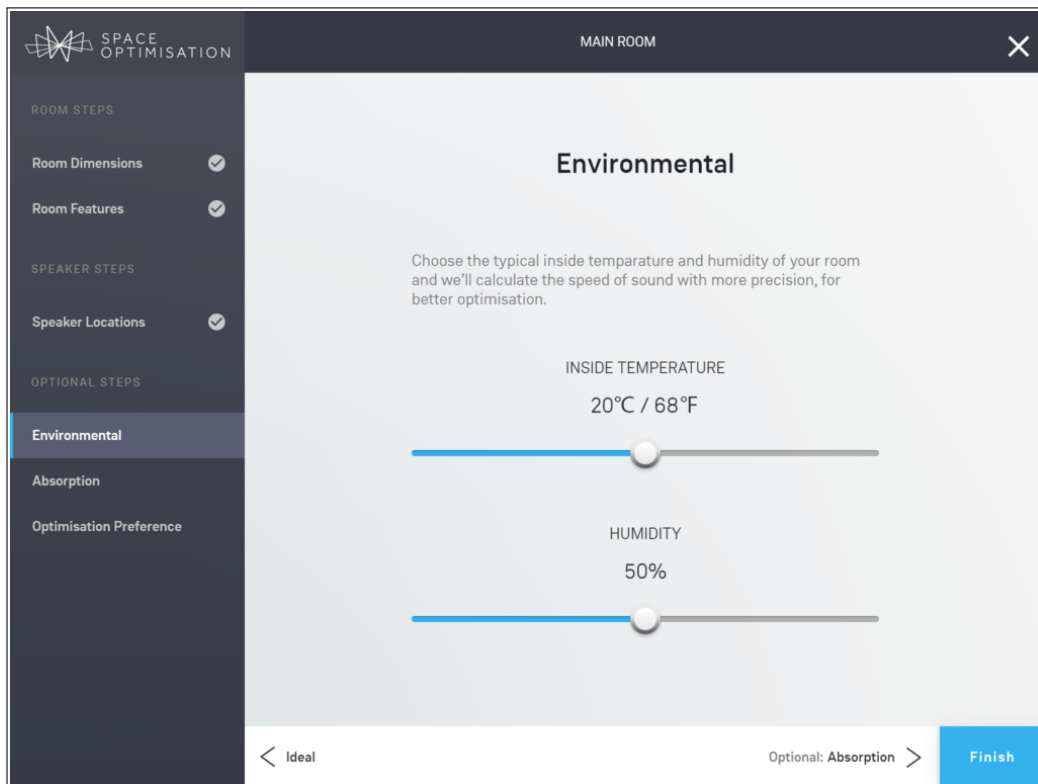 SPACE
OPTIMISATION
MAIN ROOM
ROOM STEPS
Room Dimensions
Room Features
SPEAKER STEPS
Speaker Locations
OPTIONAL STEPS
Environmental
Absorption
Optimisation Preference
Environmental
Choose the typical inside temparature and humidity of your room
and we'll calculate the speed of sound with more precision, for
better optimisation.
INSIDE TEMPERATURE
20°C / 68°F
HUMIDITY
50%
Ideal
Optional: Absorption
Finish